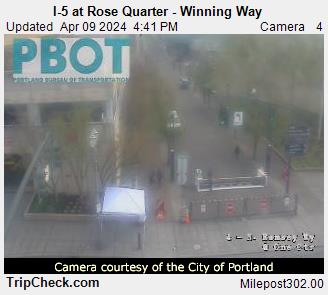 I-5 at Rose Quarter - Winning Way
Updated Apr 09 2024 4:41 PM Camera 4
PBOT
PORTLAND BUREAU OF TRANSPORTATION
Camera courtesy of the City of Portland
TripCheck.com Milepost302.00